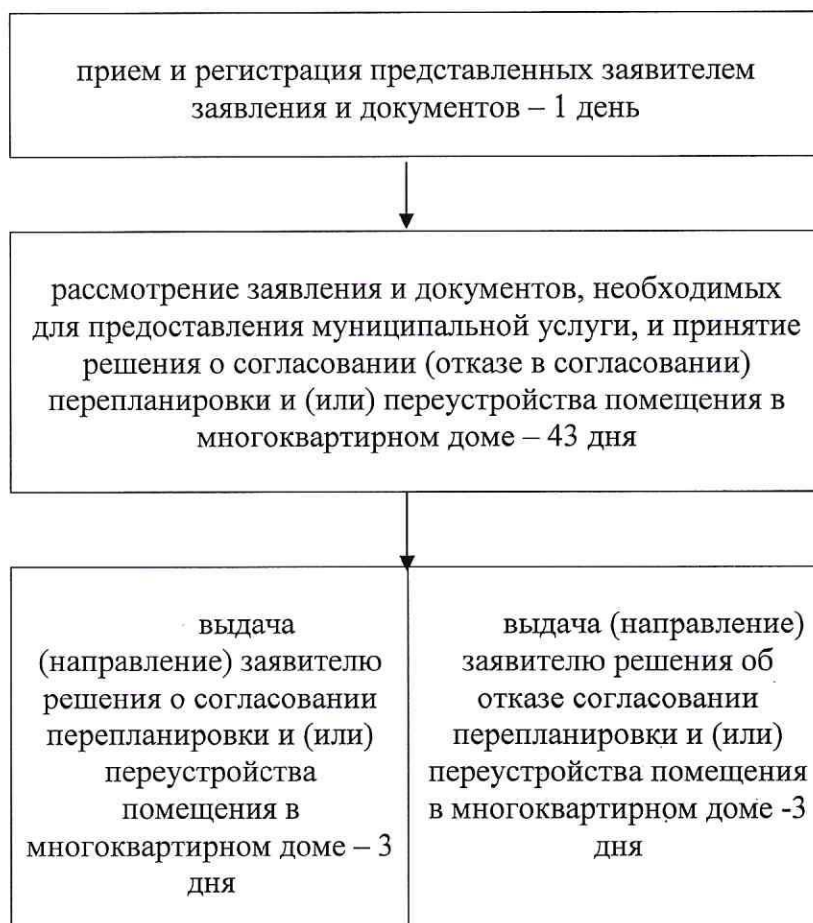 прием и регистрация представленных заявителем
заявления и документов – 1 день
рассмотрение заявления и документов, необходимых
для предоставления муниципальной услуги, и принятие
решения о согласовании (отказе в согласовании)
перепланировки и (или) переустройства помещения в
многоквартирном доме – 43 дня
выдача
(направление) заявителю
решения о согласовании
перепланировки и (или)
переустройства
помещения в
многоквартирном доме – 3
дня
выдача (направление)
заявителю решения об
отказе согласовании
перепланировки и (или)
переустройства помещения
в многоквартирном доме -3
дня